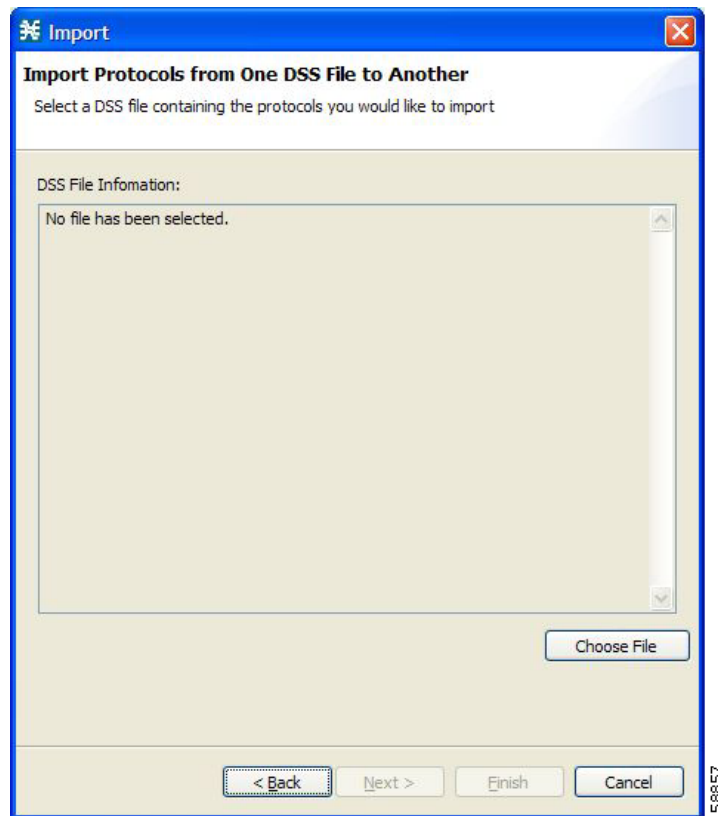 Import
Import Protocols from One DSS File to Another
Select a DSS file containing the protocols you would like to import
DSS File Infomation:
No file has been selected.
Choose File
< Back
Next >
Finish
Cancel
58857